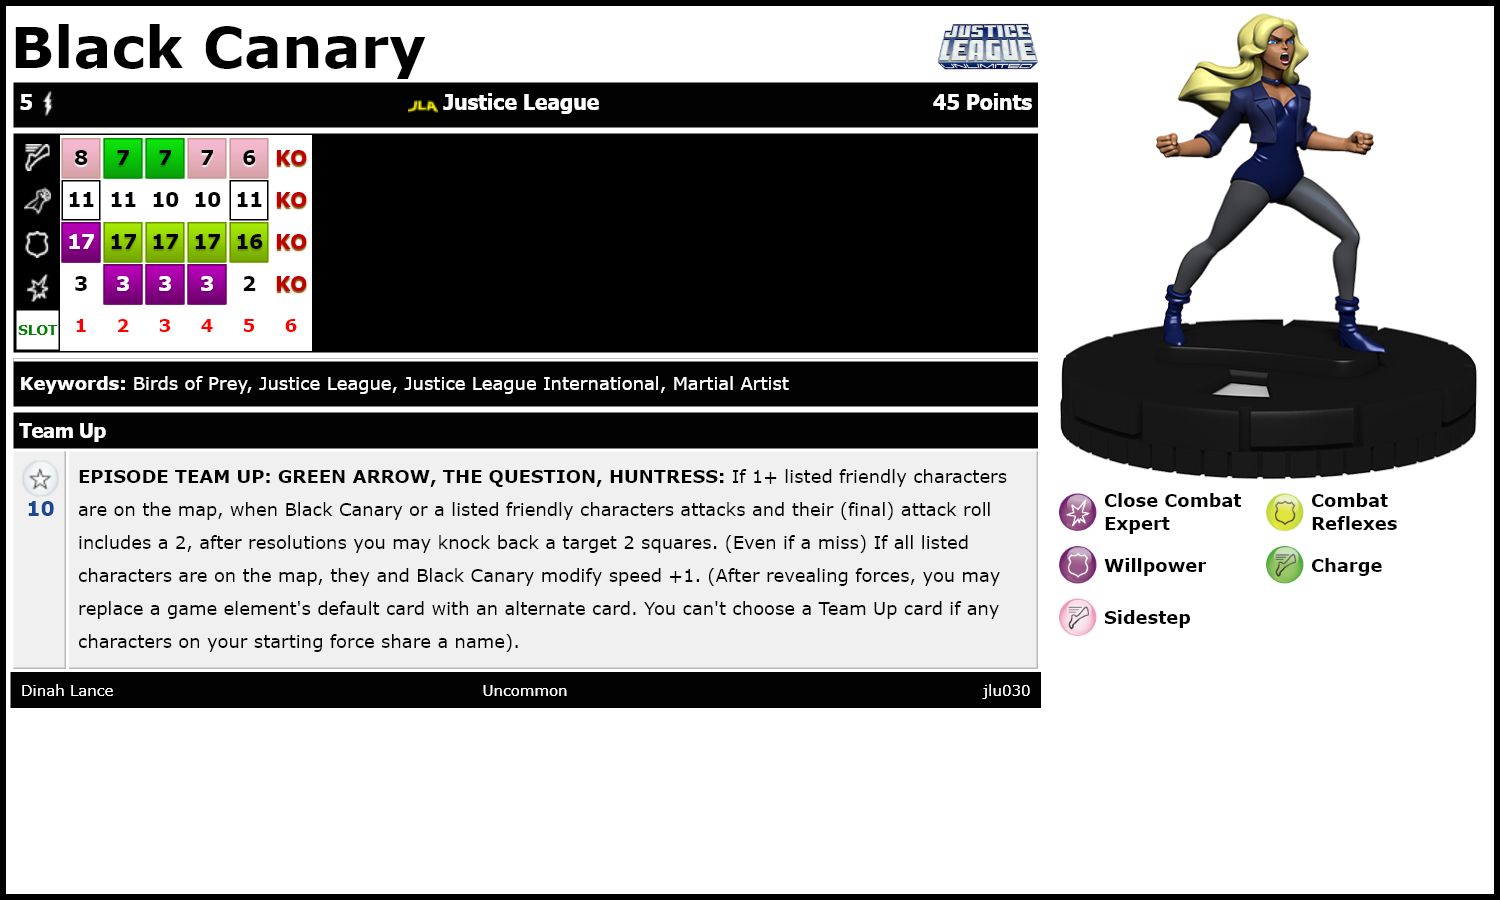 Black Canary
JUSTICE
LEAGUE
UNLIMITED
5 JLA Justice League 45 Points
8 7 7 7 6 KO
11 11 10 10 11 KO
17 17 17 17 16 KO
3 3 3 3 2 KO
SLOT 1 2 3 4 5 6
Keywords: Birds of Prey, Justice League, Justice League International, Martial Artist
Team Up
10
EPISODE TEAM UP: GREEN ARROW, THE QUESTION, HUNTRESS: If 1+ listed friendly characters
are on the map, when Black Canary or a listed friendly characters attacks and their (final) attack roll
includes a 2, after resolutions you may knock back a target 2 squares. (Even if a miss) If all listed
characters are on the map, they and Black Canary modify speed +1. (After revealing forces, you may
replace a game element's default card with an alternate card. You can't choose a Team Up card if any
characters on your starting force share a name).
Dinah Lance Uncommon jlu030
Close Combat
Expert
Combat
Reflexes
Willpower
Charge
Sidestep